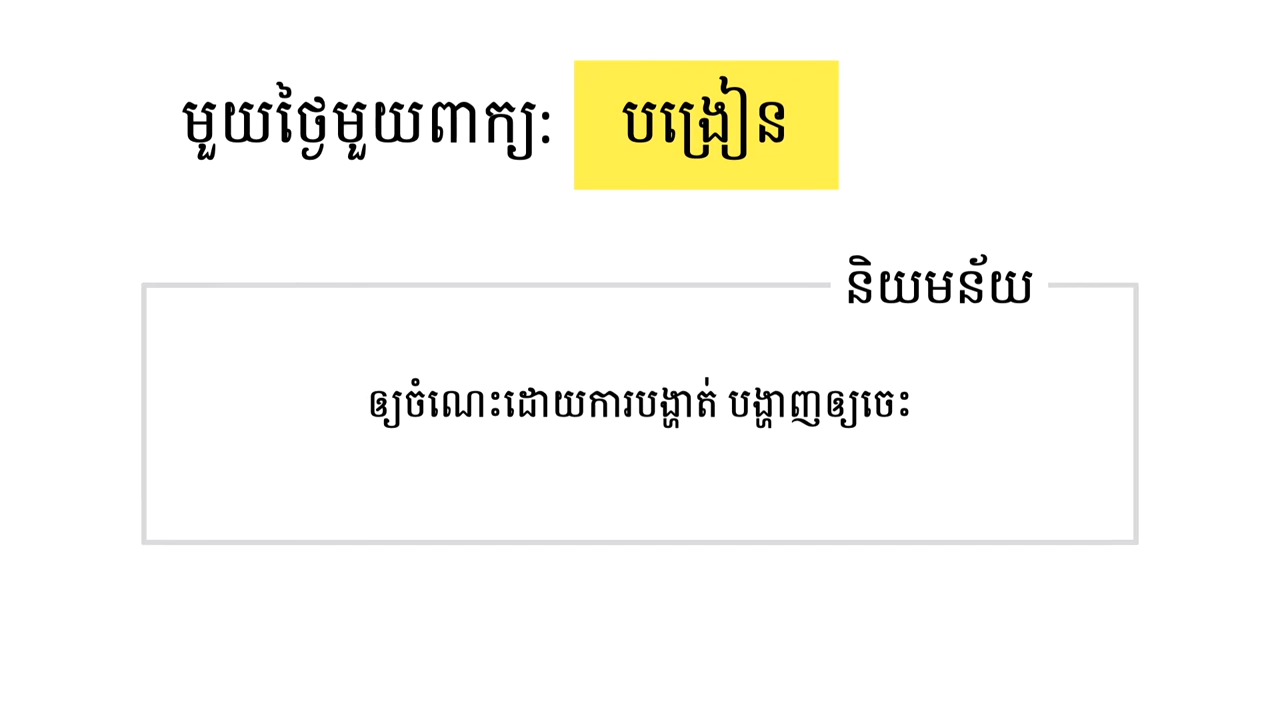 មួយថ្ងៃមួយពាក្យ: បង្រៀន
និយមន័យ
ឲ្យចំណេះដោយការបង្ហាត់ បង្ហាញឲ្យចេះ